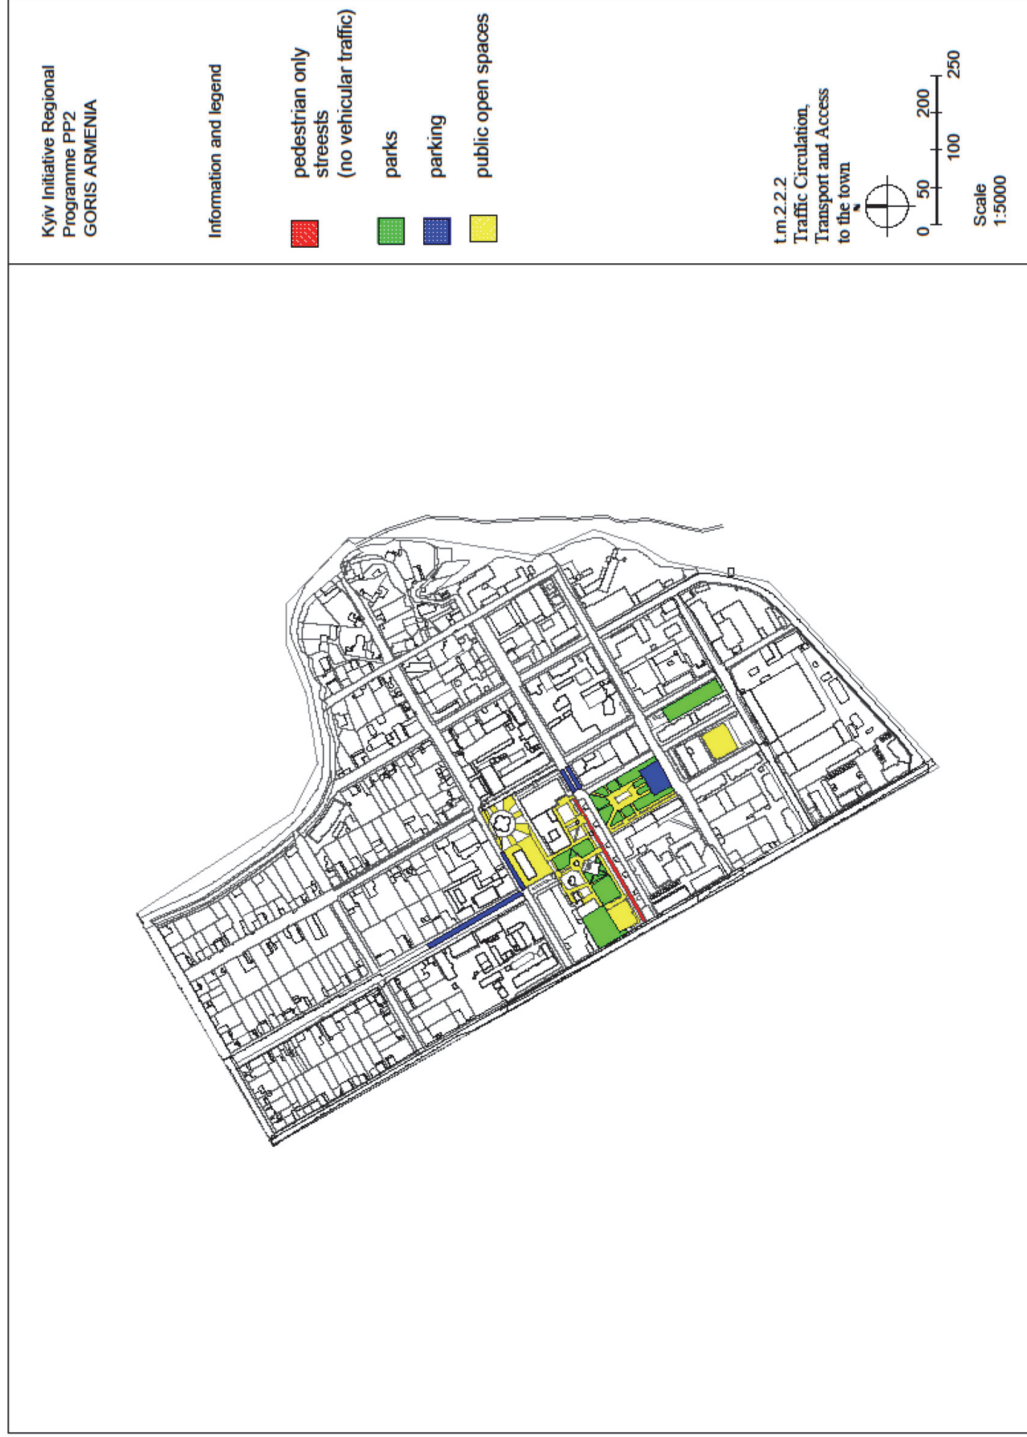 Kyiv Initiative Regional
Programme PP2
GORIS ARMENIA
Information and legend
pedestrian only
streests
(no vehicular traffic)
parks
parking
public open spaces
t.m.2.2.2
Traffic Circulation,
Transport and Access
to the town
0 50 100 200 250
Scale
1:5000